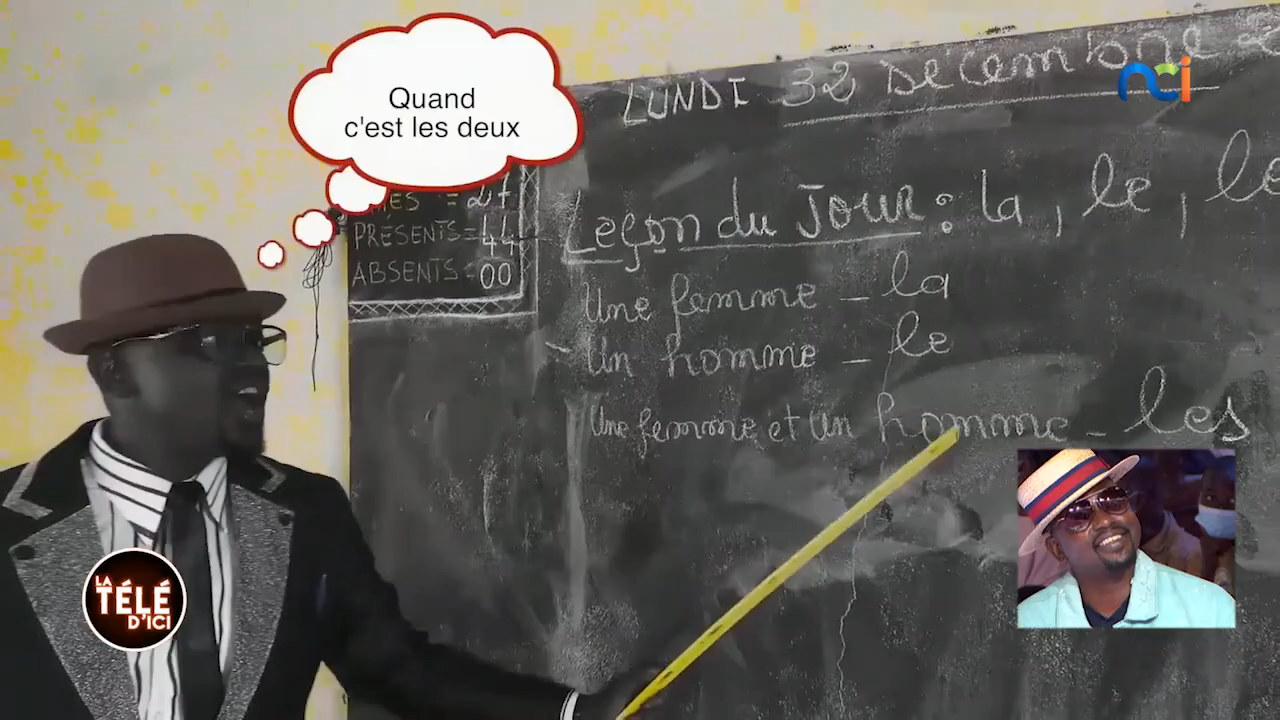 Quand
c'est les deux
nci
LUNDI 32 Decembre
PRESENTS=
44
ABSENTS=00
Leçon du Jour : la, le,
Une femme - la
Un homme - le
Une femme et un homme - les
LA
TÉLÉ
D'ICI